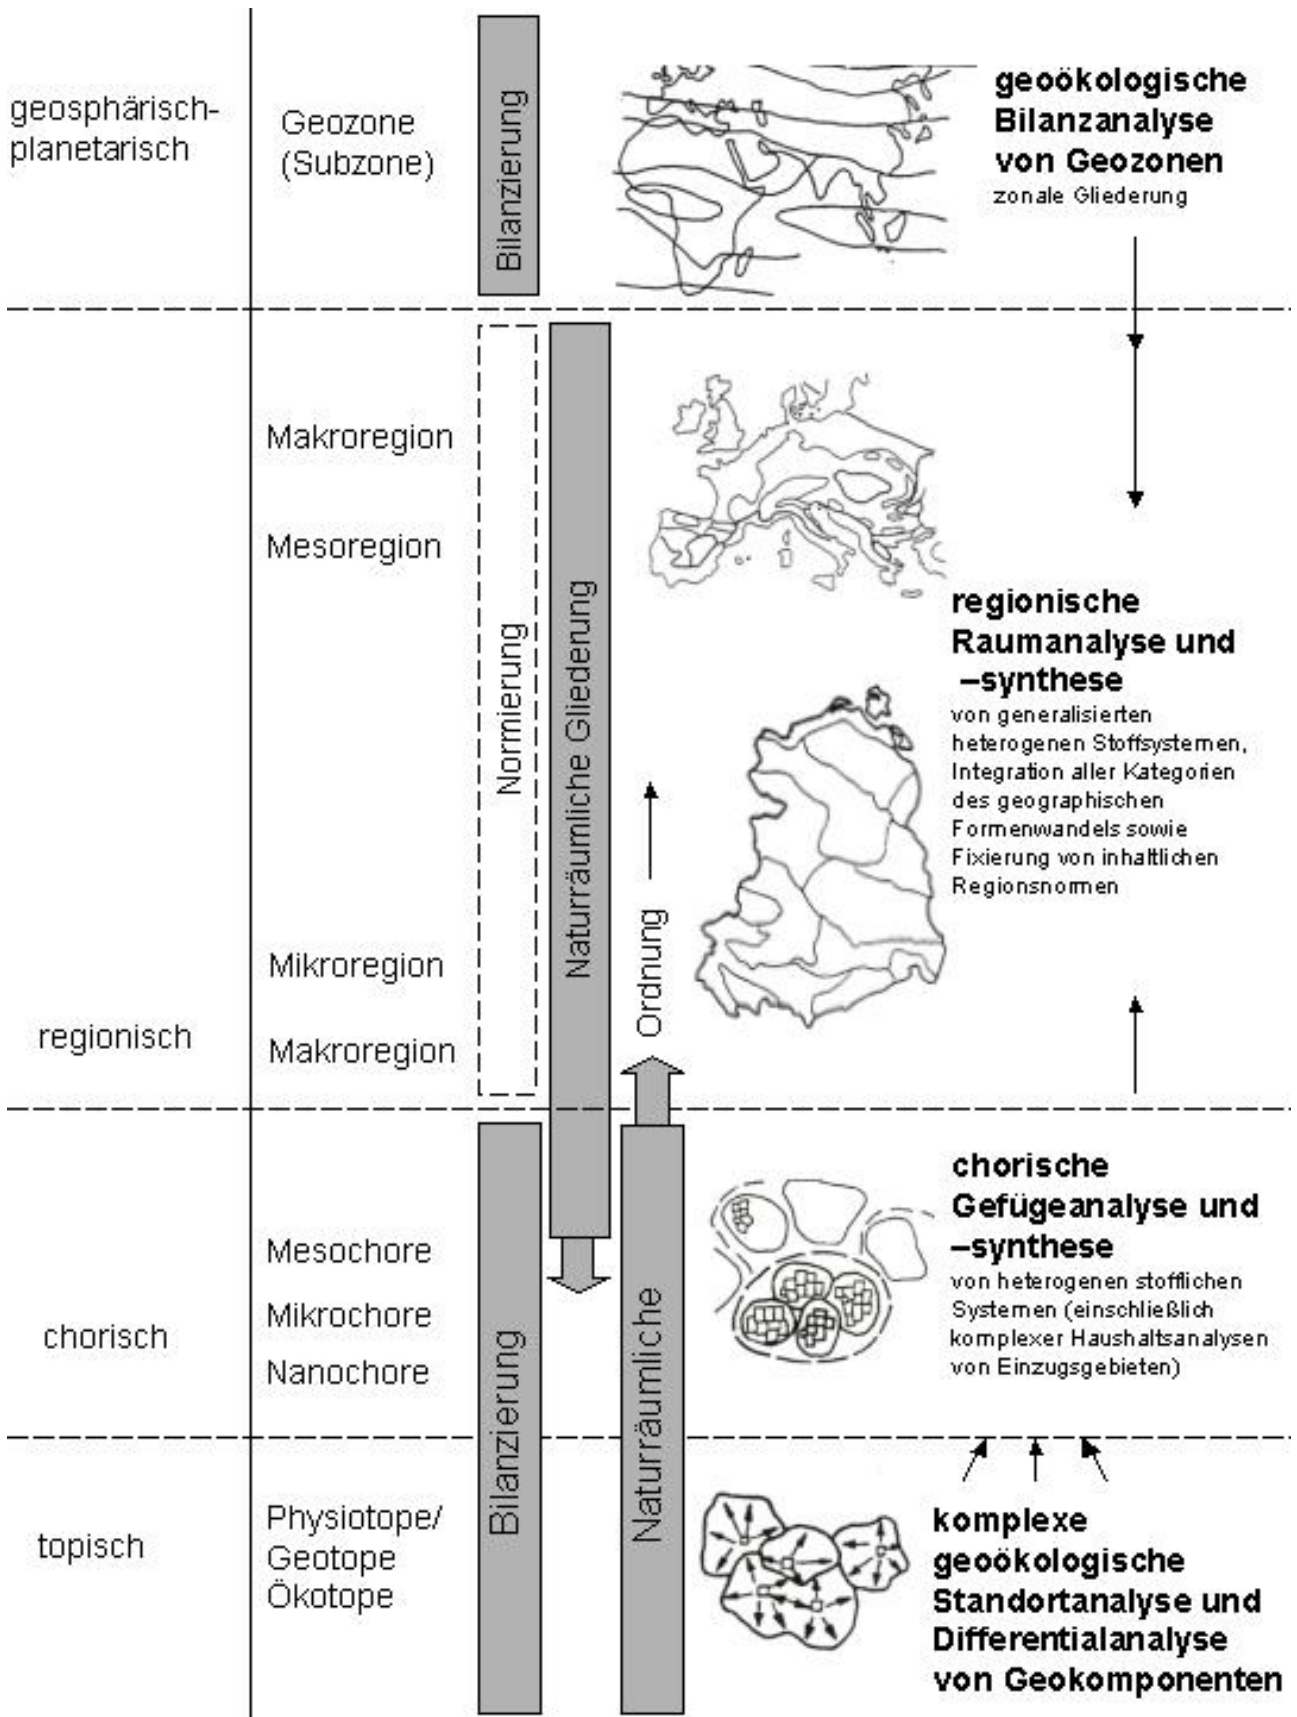 geosphärisch-
planetarisch
Geozone
(Subzone)
Bilanzierung
geoökologische
Bilanzanalyse
von Geozonen
zonale Gliederung
regionisch
Makroregion
Mesoregion
Mikroregion
Makroregion
Normierung
Naturräumliche Gliederung
Ordnung
regionische
Raumanalyse und
–synthese
von generalisierten
heterogenen Stoffsystemen,
Integration aller Kategorien
des geographischen
Formenwandels sowie
Fixierung von inhaltlichen
Regionsnormen
chorisch
Mesochore
Mikrochore
Nanochore
Bilanzierung
Naturräumliche
chorische
Gefügeanalyse und
–synthese
von heterogenen stofflichen
Systemen (einschließlich
komplexer Haushaltsanalysen
von Einzugsgebieten)
topisch
Physiotope/
Geotope
Ökotope
komplexe
geoökologische
Standortanalyse und
Differentialanalyse
von Geokomponenten